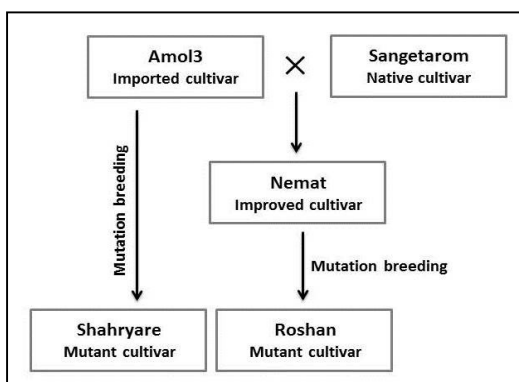 Amol3
Imported cultivar
×
Sangetarom
Native cultivar
Nemat
Improved cultivar
Mutation breeding
Mutation breeding
Shahryare
Mutant cultivar
Roshan
Mutant cultivar